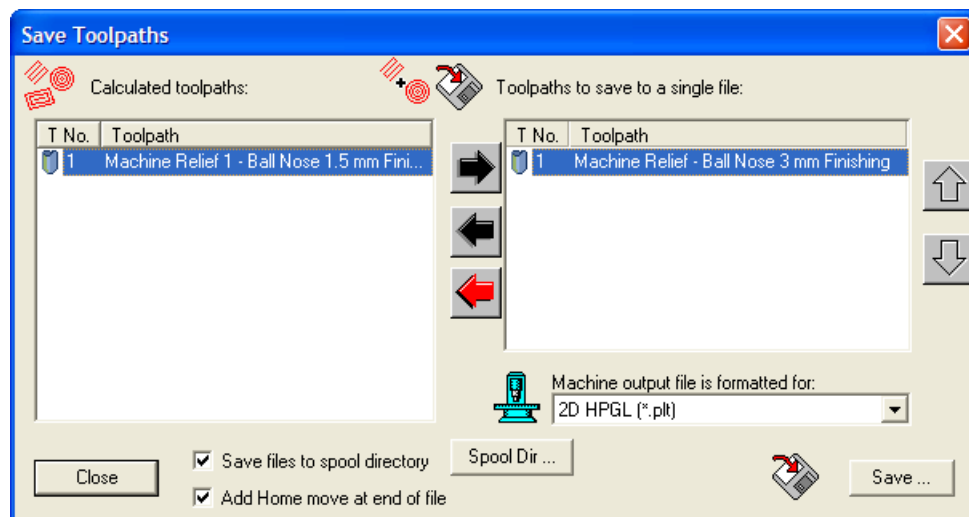 Save Toolpaths
Calculated toolpaths:
Toolpaths to save to a single file:
T No. Toolpath
1 Machine Relief 1 - Ball Nose 1.5 mm Fini...
T No. Toolpath
1 Machine Relief - Ball Nose 3 mm Finishing
Machine output file is formatted for:
2D HPGL (*.plt)
Close
Save files to spool directory
Add Home move at end of file
Spool Dir ...
Save ...